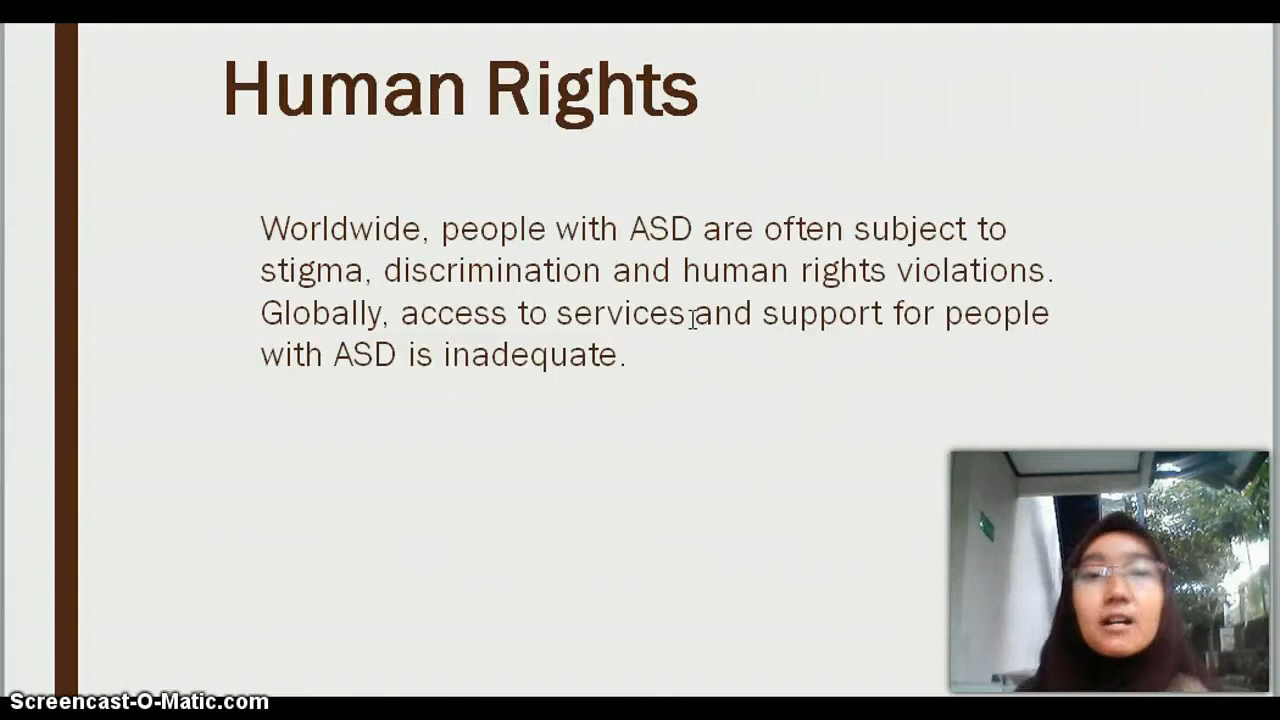 Human Rights
Worldwide, people with ASD are often subject to
stigma, discrimination and human rights violations.
Globally, access to services and support for people
with ASD is inadequate.
Screencast-O-Matic.com